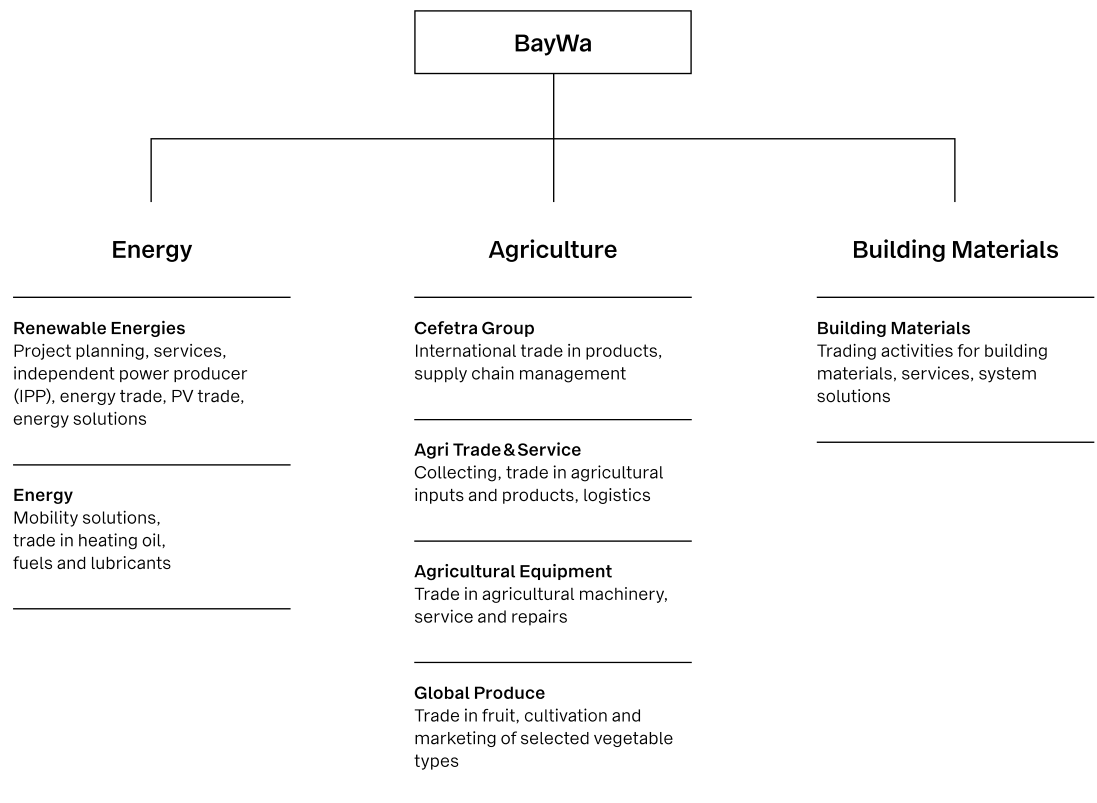 BayWa
Energy
Renewable Energies
Project planning, services,
independent power producer
(IPP), energy trade, PV trade,
energy solutions
Energy
Mobility solutions,
trade in heating oil,
fuels and lubricants
Agriculture
Cefetra Group
International trade in products,
supply chain management
Agri Trade & Service
Collecting, trade in agricultural
inputs and products, logistics
Agricultural Equipment
Trade in agricultural machinery,
service and repairs
Global Produce
Trade in fruit, cultivation and
marketing of selected vegetable
types
Building Materials
Building Materials
Trading activities for building
materials, services, system
solutions